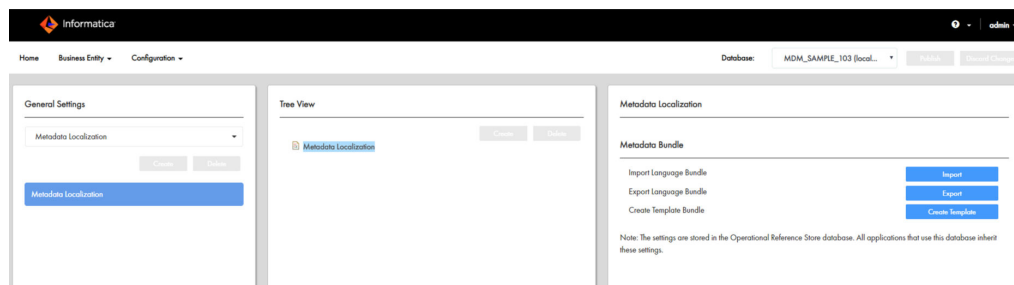 Informatica
admin
Home Business Entity Configuration Database: MDM_SAMPLE_103 (local... Publish Discard Change
General Settings
Metadata Localization
Create Delete
Metadata Localization
Tree View
Create Delete
Metadata Localization
Metadata Localization
Metadata Bundle
Import Language Bundle Import
Export Language Bundle Export
Create Template Bundle Create Template
Note: The settings are stored in the Operational Reference Store database. All applications that use this database inherit
these settings.